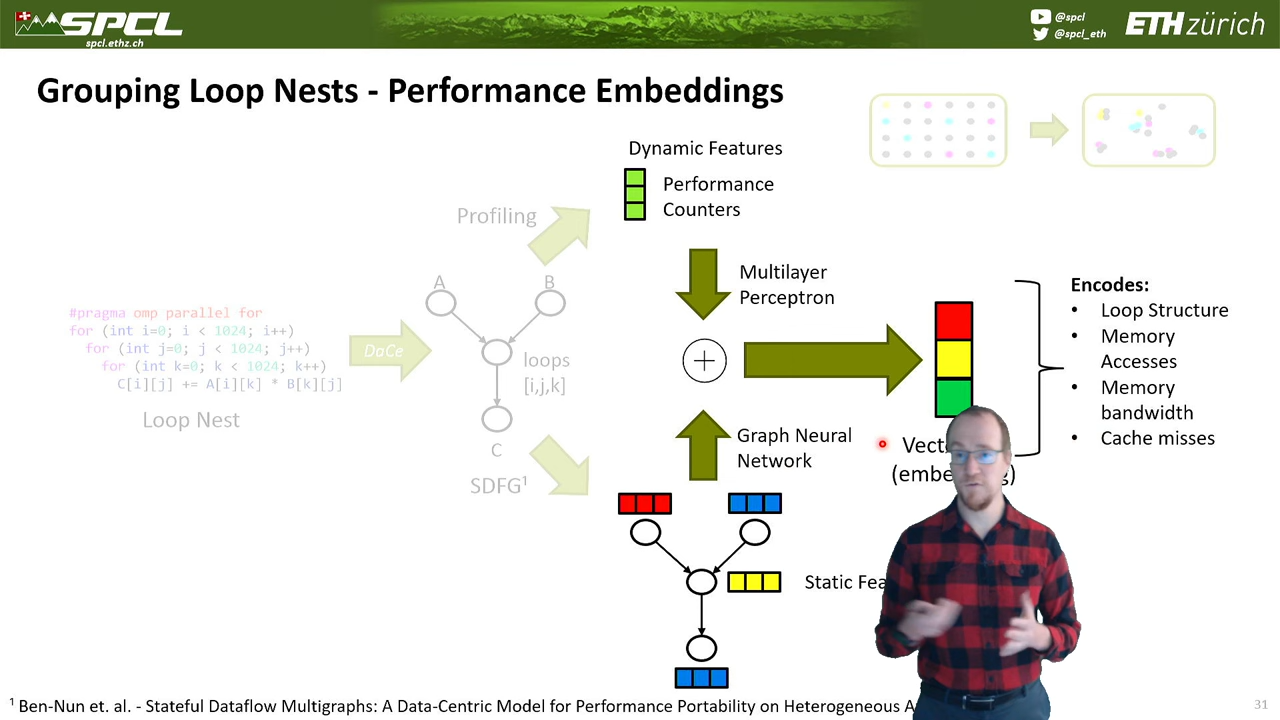 SPCL
spcl.ethz.ch
@spcl
@spcl_eth
ETH zürich
Grouping Loop Nests - Performance Embeddings
Dynamic Features
Performance
Counters
Profiling
A
B
Multilayer
Perceptron
#pragma omp parallel for
for (int i=0; i < 1024; i++)
for (int j=0; j < 1024; j++)
for (int k=0; k < 1024; k++)
C[i][j] += A[i][k] * B[k][j]
Loop Nest
DaCe
loops
[i,j,k]
C
SDFG¹
Encodes:
• Loop Structure
• Memory
Accesses
• Memory
bandwidth
• Cache misses
Graph Neural
Network
Static
¹ Ben-Nun et. al. - Stateful Dataflow Multigraphs: A Data-Centric Model for Performance Portability on Heterogeneous
31